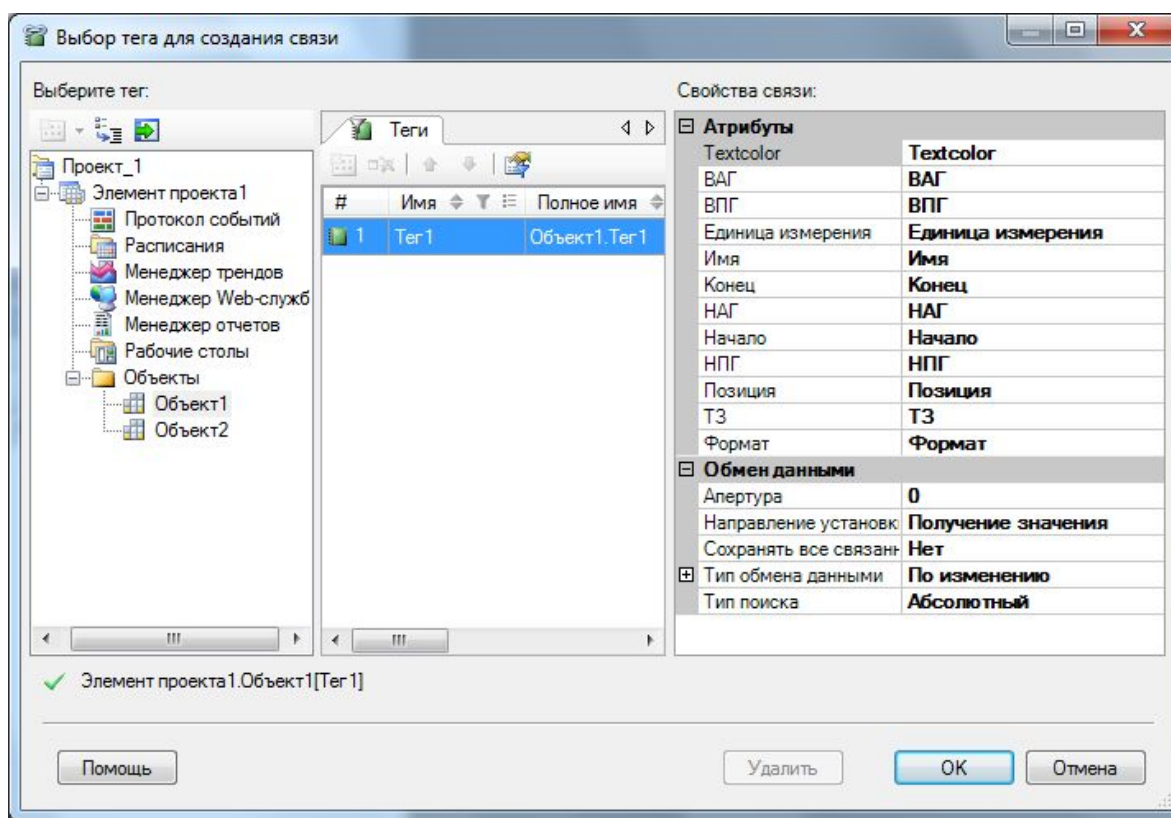 Выбор тега для создания связи
Выберите тег:
Проект_1
Элемент проекта1
Протокол событий
Расписания
Менеджер трендов
Менеджер Web-служб
Менеджер отчетов
Рабочие столы
Объекты
Объект1
Объект2
Теги
# Имя Полное имя
1 Тег1 Объект1.Тег1
Свойства связи:
Атрибуты
Textcolor Textcolor
ВАГ ВАГ
ВПГ ВПГ
Единица измерения Единица измерения
Имя Имя
Конец Конец
НАГ НАГ
Начало Начало
НПГ НПГ
Позиция Позиция
ТЗ ТЗ
Формат Формат
Обмен данными
Апертура 0
Направление установк Получение значения
Сохранять все связанн Нет
Тип обмена данными По изменению
Тип поиска Абсолютный
Элемент проекта1.Объект1[Тег1]
Помощь Удалить OK Отмена